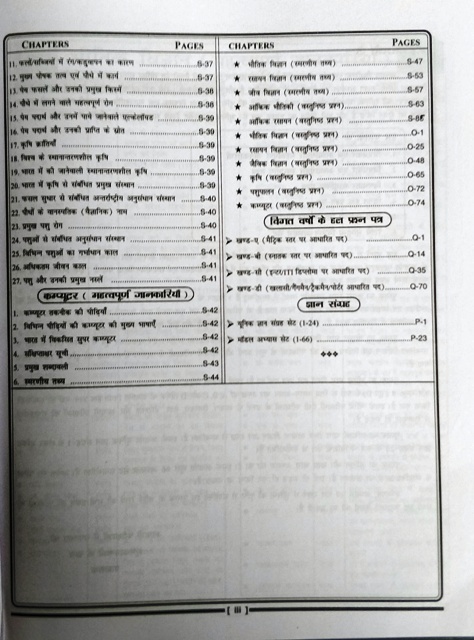 CHAPTERS PAGES
11. फलों/सब्जियों में रंग/कड़ुवापन का कारण S-37
12. मुख्य पोषक तत्व एवं पौधे में कार्य S-37
13. पेय फसलें और उनकी प्रमुख किस्में S-38
14. पौधे में लगने वाले महत्वपूर्ण रोग S-38
15. पेय पदार्थ और उनमें पाये जानेवाले एल्केलॉयड S-39
16. पेय पदार्थ और उनकी प्राप्ति के स्रोत S-39
17. कृषि क्रांतियाँ S-39
18. विश्व के स्थानान्तरणशील कृषि S-39
19. भारत में की जानेवाली स्थानान्तरणशील कृषि S-39
20. भारत में कृषि से संबंधित प्रमुख संस्थान S-39
21. फसल सुधार से संबंधित अन्तर्राष्ट्रीय अनुसंधान संस्थान S-40
22. पौधों के वानस्पतिक (वैज्ञानिक) नाम S-40
23. प्रमुख पशु रोग S-40
24. पशुओं से संबंधित अनुसंधान संस्थान S-41
25. विभिन्न पशुओं का गर्भाधान काल S-41
26. अधिकतम जीवन काल S-41
27. पशु और उनकी प्रमुख नस्लें S-41
कम्प्यूटर ( महत्वपूर्ण जानकारियाँ )
1. कम्प्यूटर तकनीक की पीढ़ियाँ S-42
2. विभिन्न पीढ़ियों की कम्प्यूटर की मुख्य भाषाएँ S-42
3. भारत में विकसित सुपर कम्प्यूटर S-42
4. संक्षिप्ताक्षर सूची S-42
5. प्रमुख शब्दावली S-43
6. स्मरणीय तथ्य S-44
CHAPTERS PAGES
★ भौतिक विज्ञान (स्मरणीय तथ्य) S-47
★ रसायन विज्ञान (स्मरणीय तथ्य) S-53
★ जीव विज्ञान (स्मरणीय तथ्य) S-57
★ आंकिक भौतिकी (वस्तुनिष्ठ प्रश्न) S-63
★ आंकिक रसायन (वस्तुनिष्ठ प्रश्न)
★ भौतिकी विज्ञान (वस्तुनिष्ठ प्रश्न) O-1
★ रसायन विज्ञान (वस्तुनिष्ठ प्रश्न) O-25
★ जैविक विज्ञान (वस्तुनिष्ठ प्रश्न) O-48
★ कृषि (वस्तुनिष्ठ प्रश्न) O-65
★ पशुपालन (वस्तुनिष्ठ प्रश्न) O-72
★ कम्प्यूटर (वस्तुनिष्ठ प्रश्न) O-74
विगत वर्षों के हल प्रश्न पत्र
➤ खण्ड-ए (मैट्रिक स्तर पर आधारित पद) Q-1
➤ खण्ड-बी (स्नातक स्तर पर आधारित पद) Q-14
➤ खण्ड-सी (इन्टर/ITI डिप्लोमा पर आधारित पद) Q-35
➤ खण्ड-डी (खलासी/गैंगमैन/ट्रैकमैन/पोर्टर आधारित पद) Q-70
ज्ञान संग्रह
➤ यूनिक ज्ञान संग्रह सेट (1-24) P-1
➤ मॉडल अभ्यास सेट (1-66) P-23
[ iii ]